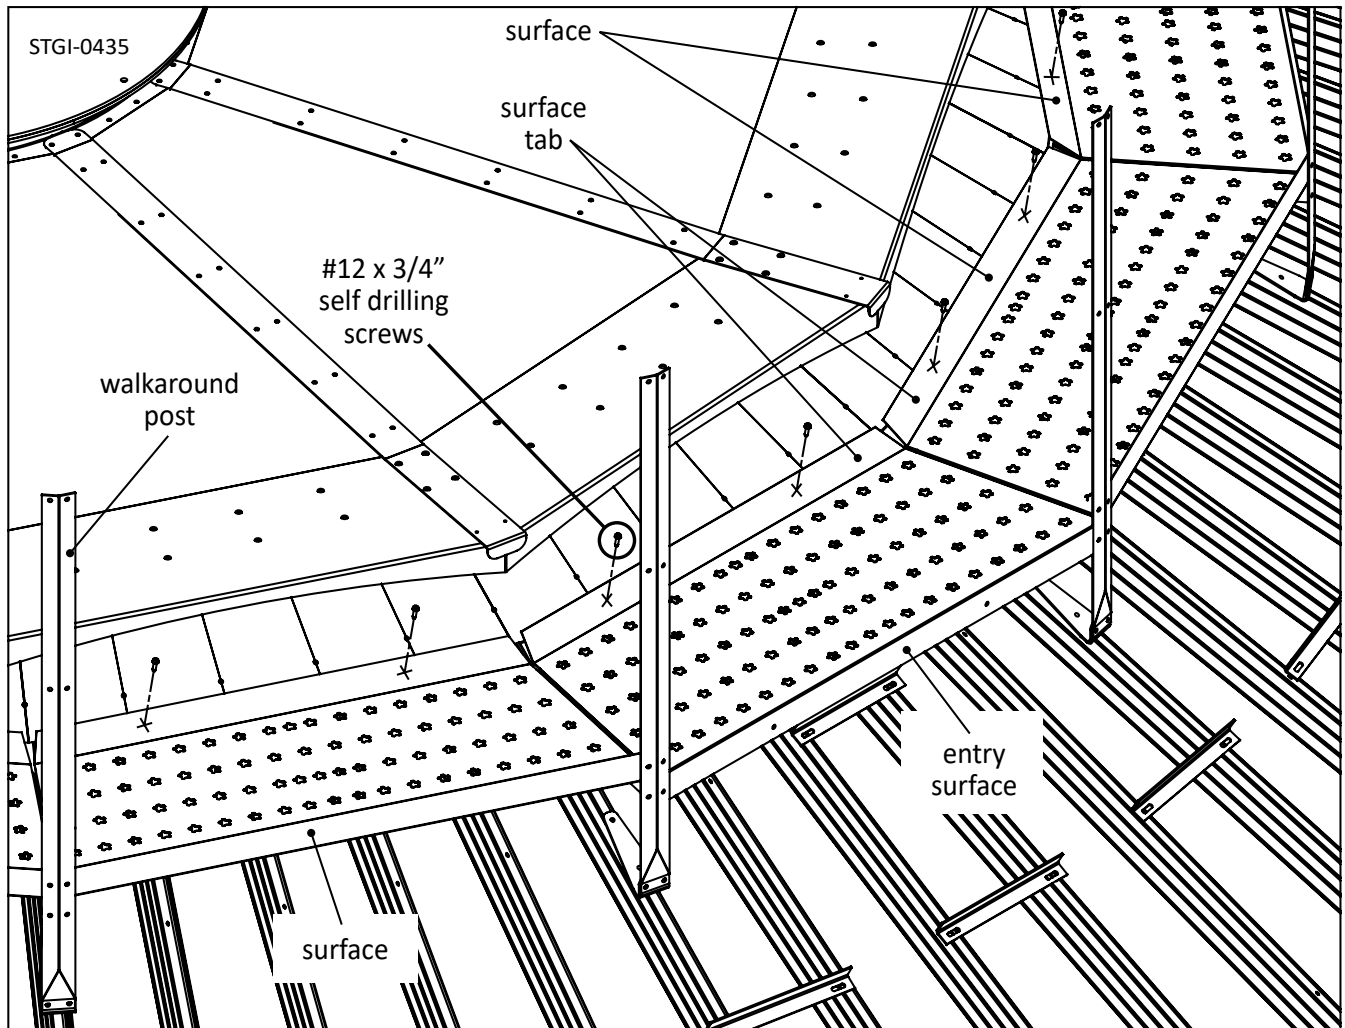 STGI-0435
surface
surface
tab
#12 x 3/4”
self drilling
screws
walkaround
post
entry
surface
surface